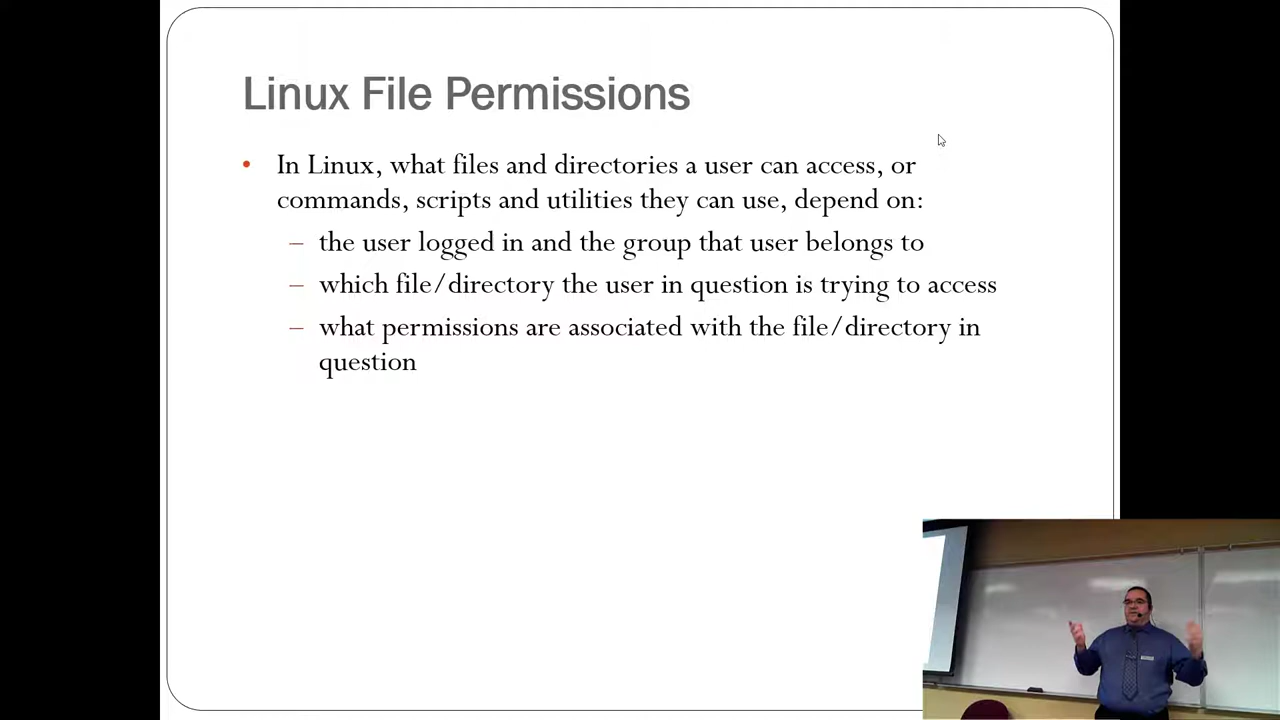 Linux File Permissions
• In Linux, what files and directories a user can access, or
commands, scripts and utilities they can use, depend on:
– the user logged in and the group that user belongs to
– which file/directory the user in question is trying to access
– what permissions are associated with the file/directory in
question